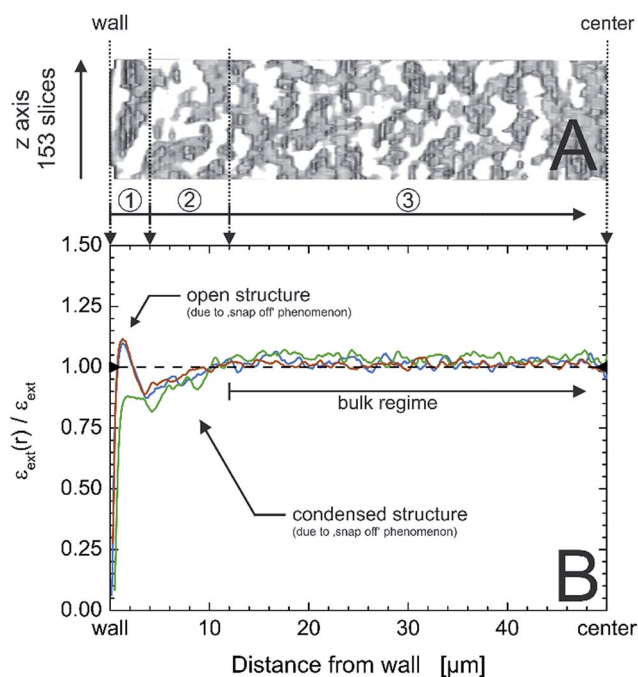 wall
center
z axis
153 slices
A
① ② ③
1.50
1.25
1.00
0.75
0.50
0.25
0.00
εext(r) / εext
open structure
(due to ‚snap off' phenomenon)
bulk regime
condensed structure
(due to ‚snap off' phenomenon)
B
wall 10 20 30 40 center
Distance from wall [µm]